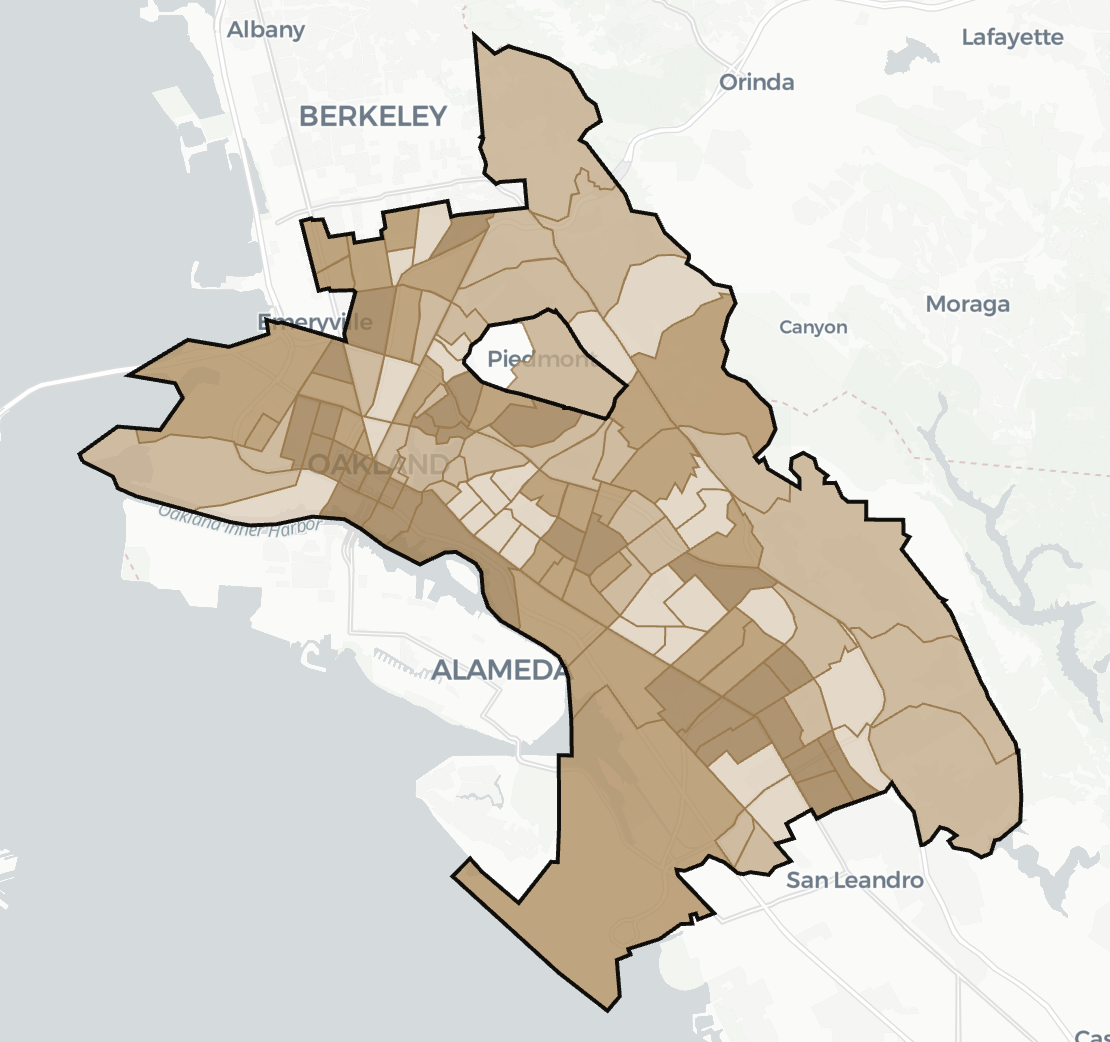 Albany
Lafayette
Orinda
BERKELEY
Moraga
Emeryville
Canyon
Piedmont
OAKLAND
Oakland Inner Harbor
ALAMEDA
San Leandro
Cas